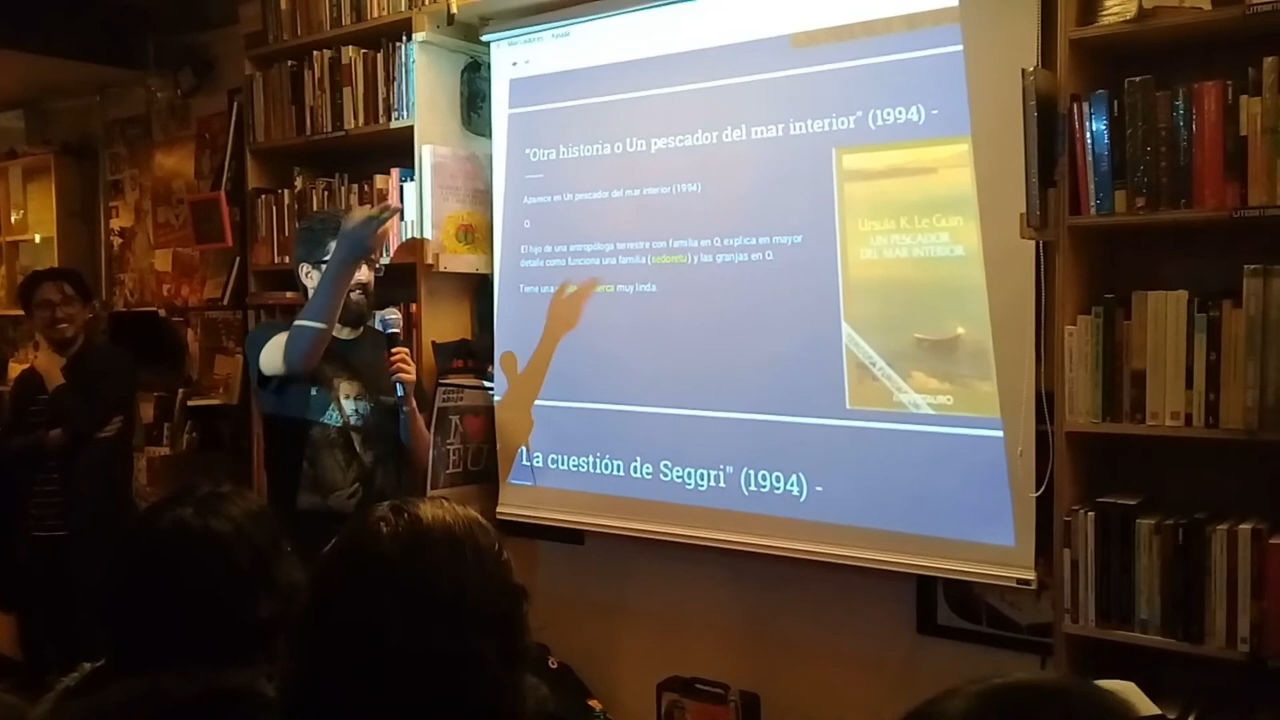 Marcadores Ayuda
"Otra historia o Un pescador del mar interior" (1994) -
Aparece en Un pescador del mar interior (1994)
O.
El hijo de una antropóloga terrestre con familia en O, explica en mayor
detalle como funciona una familia (sedoretu) y las granjas en O.
Tiene una muy linda.
Ursula K. Le Guin
UN PESCADOR
DEL MAR INTERIOR
"La cuestión de Seggri" (1994) -